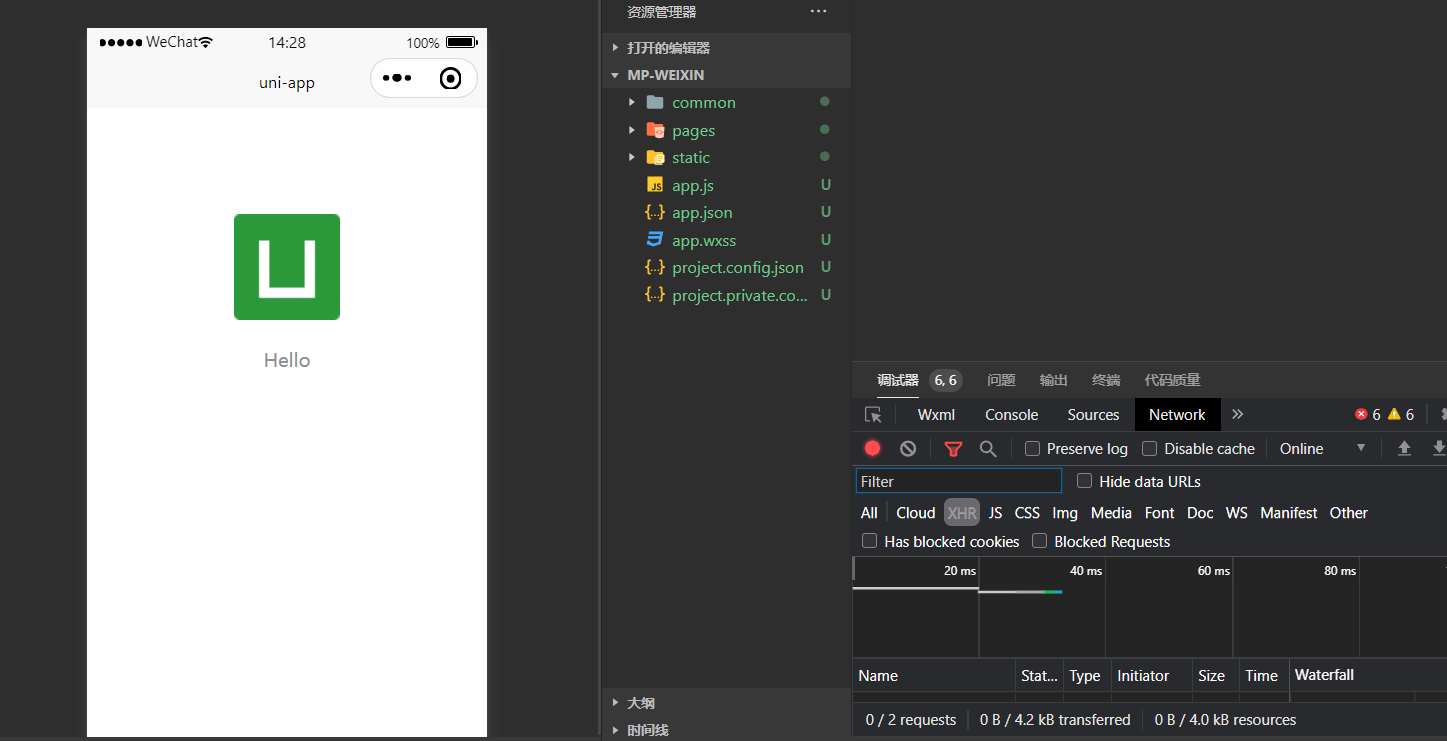 WeChat 14:28 100%
uni-app
U
Hello
资源管理器
打开的编辑器
MP-WEIXIN
common
pages
static
JS app.js U
{..} app.json U
app.wxss U
{..} project.config.json U
{..} project.private.co... U
大纲
时间线
调试器 6, 6 问题 输出 终端 代码质量
Wxml Console Sources Network 6 6
Preserve log Disable cache Online
Filter Hide data URLs
All Cloud XHR JS CSS Img Media Font Doc WS Manifest Other
Has blocked cookies Blocked Requests
20 ms 40 ms 60 ms 80 ms
Name Stat... Type Initiator Size Time Waterfall
0 / 2 requests 0 B / 4.2 kB transferred 0 B / 4.0 kB resources